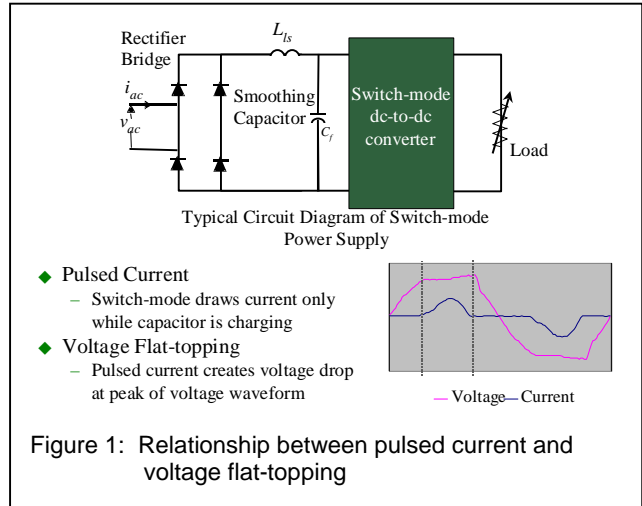 Rectifier
Bridge
L_ls
i_ac
v_ac
Smoothing
Capacitor
C_f
Switch-mode
dc-to-dc
converter
Load
Typical Circuit Diagram of Switch-mode
Power Supply
◆ Pulsed Current
– Switch-mode draws current only
while capacitor is charging
◆ Voltage Flat-topping
– Pulsed current creates voltage drop
at peak of voltage waveform
Voltage Current
Figure 1: Relationship between pulsed current and
voltage flat-topping